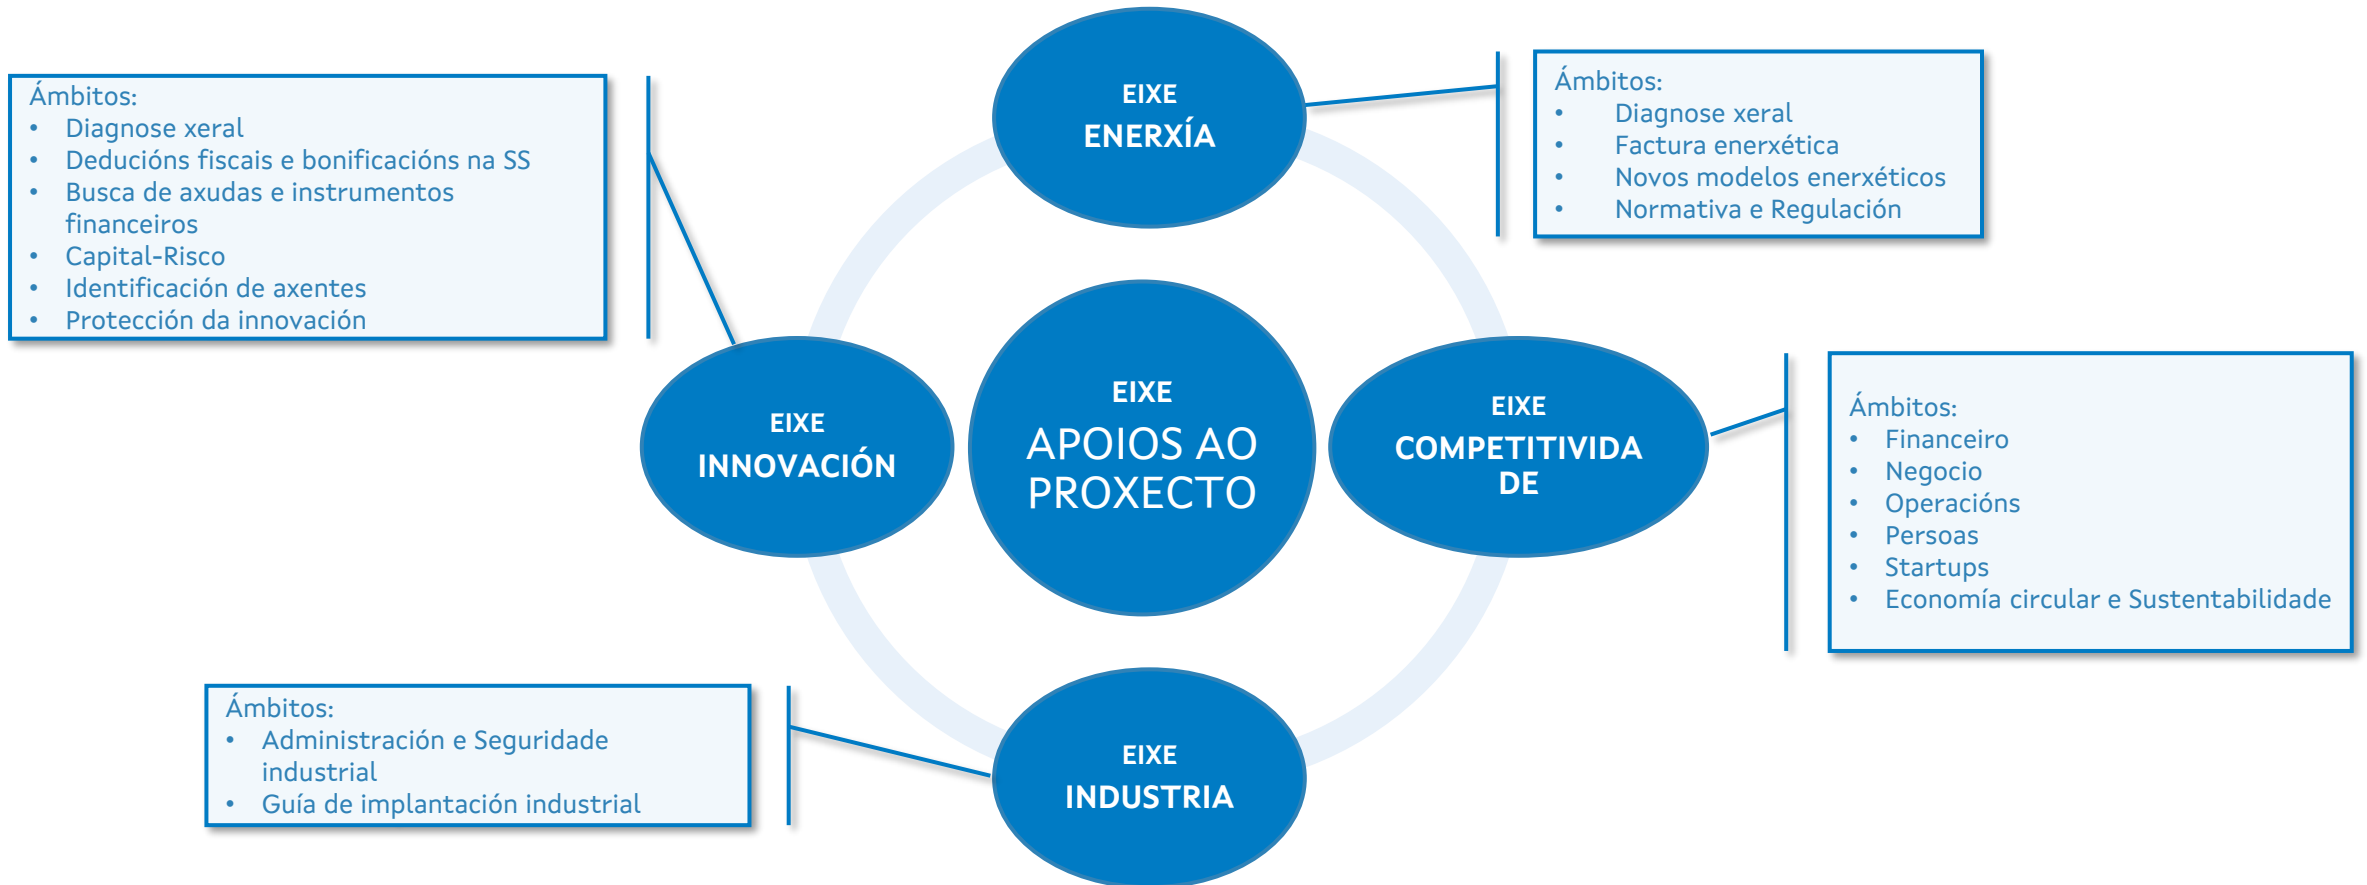 EIXE
ENERXÍA
Ámbitos:
• Diagnose xeral
• Factura enerxética
• Novos modelos enerxéticos
• Normativa e Regulación
Ámbitos:
• Diagnose xeral
• Deducións fiscais e bonificacións na SS
• Busca de axudas e instrumentos
financeiros
• Capital-Risco
• Identificación de axentes
• Protección da innovación
EIXE
INNOVACIÓN
EIXE
APOIOS AO
PROXECTO
EIXE
COMPETITIVIDA
DE
Ámbitos:
• Financeiro
• Negocio
• Operacións
• Persoas
• Startups
• Economía circular e Sustentabilidade
Ámbitos:
• Administración e Seguridade
industrial
• Guía de implantación industrial
EIXE
INDUSTRIA